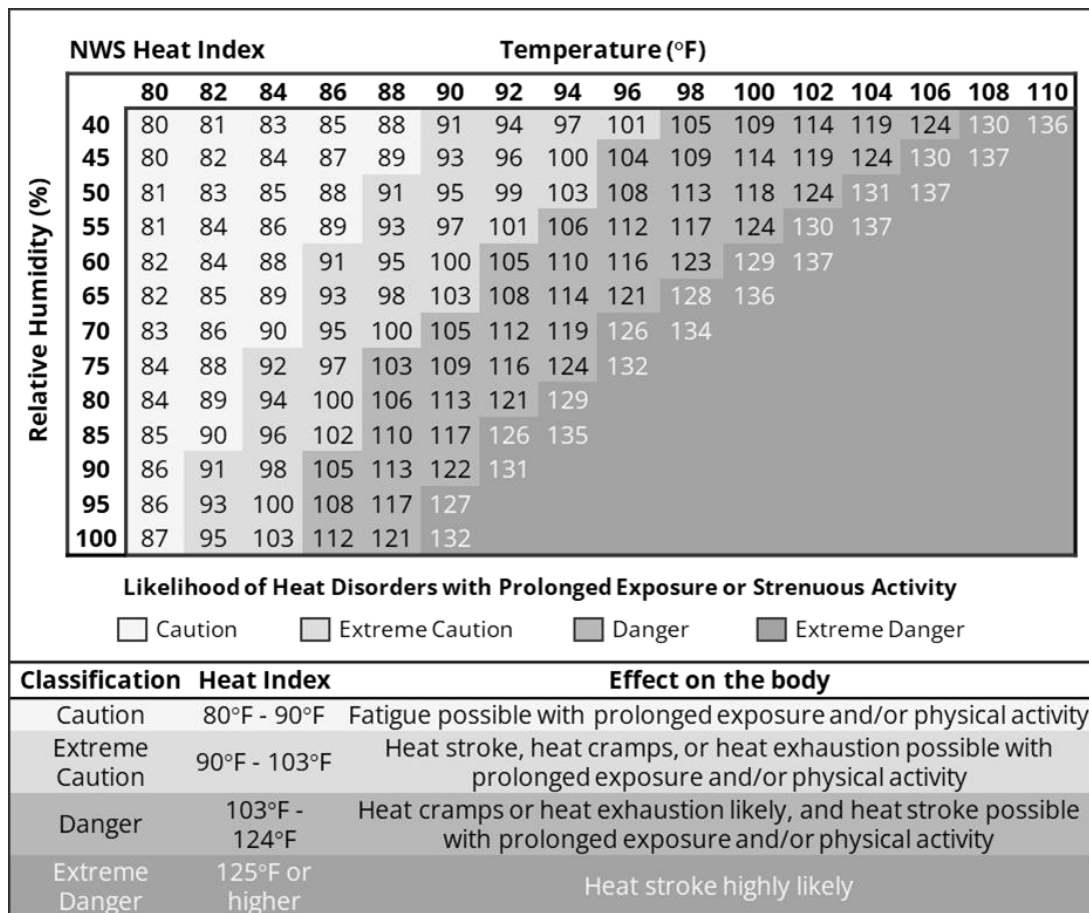 NWS Heat Index Temperature (°F)
80 82 84 86 88 90 92 94 96 98 100 102 104 106 108 110
Relative Humidity (%)
40 80 81 83 85 88 91 94 97 101 105 109 114 119 124 130 136
45 80 82 84 87 89 93 96 100 104 109 114 119 124 130 137
50 81 83 85 88 91 95 99 103 108 113 118 124 131 137
55 81 84 86 89 93 97 101 106 112 117 124 130 137
60 82 84 88 91 95 100 105 110 116 123 129 137
65 82 85 89 93 98 103 108 114 121 128 136
70 83 86 90 95 100 105 112 119 126 134
75 84 88 92 97 103 109 116 124 132
80 84 89 94 100 106 113 121 129
85 85 90 96 102 110 117 126 135
90 86 91 98 105 113 122 131
95 86 93 100 108 117 127
100 87 95 103 112 121 132
Likelihood of Heat Disorders with Prolonged Exposure or Strenuous Activity
Caution Extreme Caution Danger Extreme Danger
Classification Heat Index Effect on the body
Caution 80°F - 90°F Fatigue possible with prolonged exposure and/or physical activity
Extreme
Caution
90°F - 103°F
Heat stroke, heat cramps, or heat exhaustion possible with
prolonged exposure and/or physical activity
Danger
103°F -
124°F
Heat cramps or heat exhaustion likely, and heat stroke possible
with prolonged exposure and/or physical activity
Extreme
Danger
125°F or
higher
Heat stroke highly likely